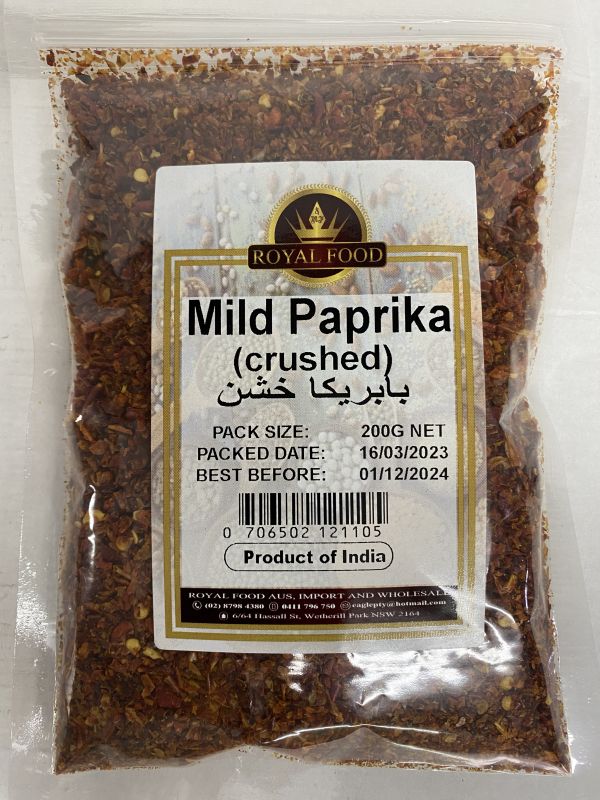 ROYAL FOOD
Mild Paprika
(crushed)
بابريكا خشن
PACK SIZE: 200G NET
PACKED DATE: 16/03/2023
BEST BEFORE: 01/12/2024
0 706502 121105
Product of India
ROYAL FOOD AUS, IMPORT AND WHOLESALE
(02) 8798 4380 0411 796 750 eaglepty@hotmail.com
6/64 Hassall St, Wetherill Park NSW 2164